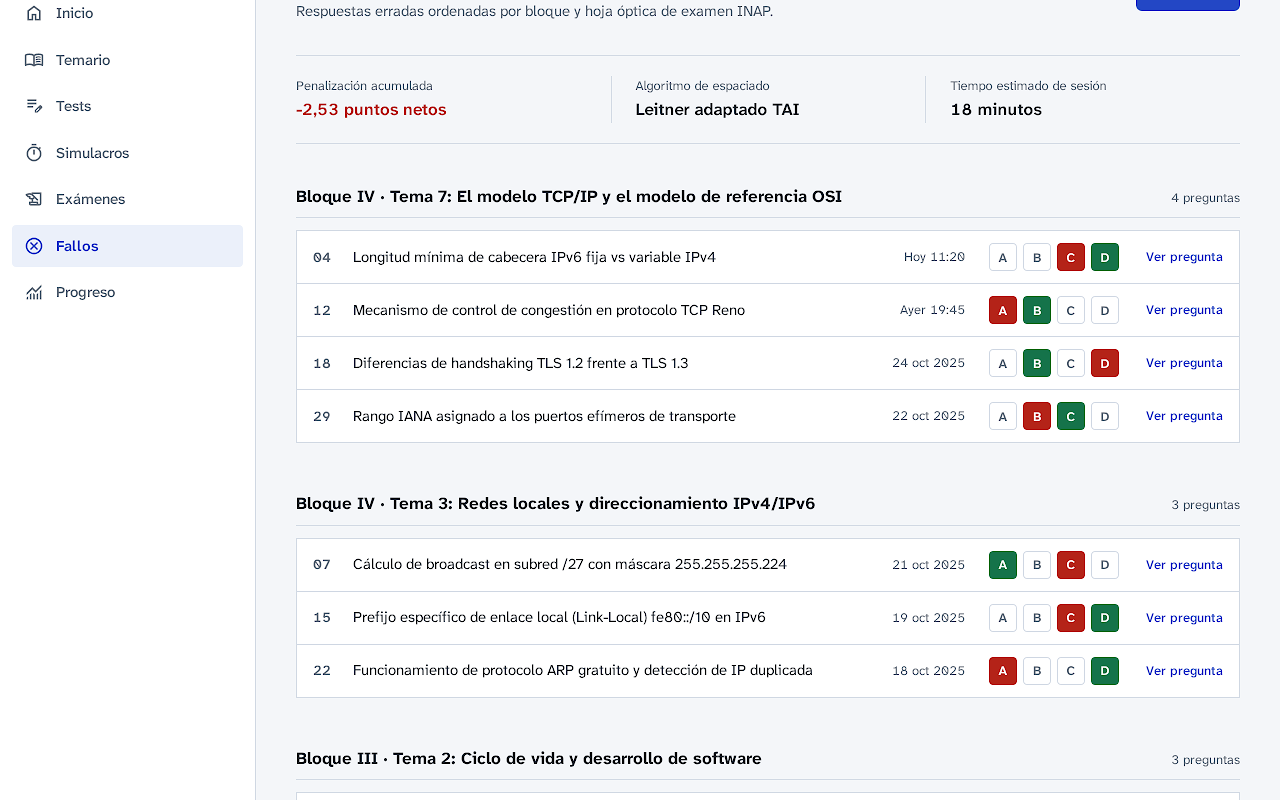 Inicio
Temario
Tests
Simulacros
Exámenes
Fallos
Progreso
Respuestas erradas ordenadas por bloque y hoja óptica de examen INAP.
Penalización acumulada
-2,53 puntos netos
Algoritmo de espaciado
Leitner adaptado TAI
Tiempo estimado de sesión
18 minutos
Bloque IV · Tema 7: El modelo TCP/IP y el modelo de referencia OSI 4 preguntas
04 Longitud mínima de cabecera IPv6 fija vs variable IPv4 Hoy 11:20 A B C D Ver pregunta
12 Mecanismo de control de congestión en protocolo TCP Reno Ayer 19:45 A B C D Ver pregunta
18 Diferencias de handshaking TLS 1.2 frente a TLS 1.3 24 oct 2025 A B C D Ver pregunta
29 Rango IANA asignado a los puertos efímeros de transporte 22 oct 2025 A B C D Ver pregunta
Bloque IV · Tema 3: Redes locales y direccionamiento IPv4/IPv6 3 preguntas
07 Cálculo de broadcast en subred /27 con máscara 255.255.255.224 21 oct 2025 A B C D Ver pregunta
15 Prefijo específico de enlace local (Link-Local) fe80::/10 en IPv6 19 oct 2025 A B C D Ver pregunta
22 Funcionamiento de protocolo ARP gratuito y detección de IP duplicada 18 oct 2025 A B C D Ver pregunta
Bloque III · Tema 2: Ciclo de vida y desarrollo de software 3 preguntas